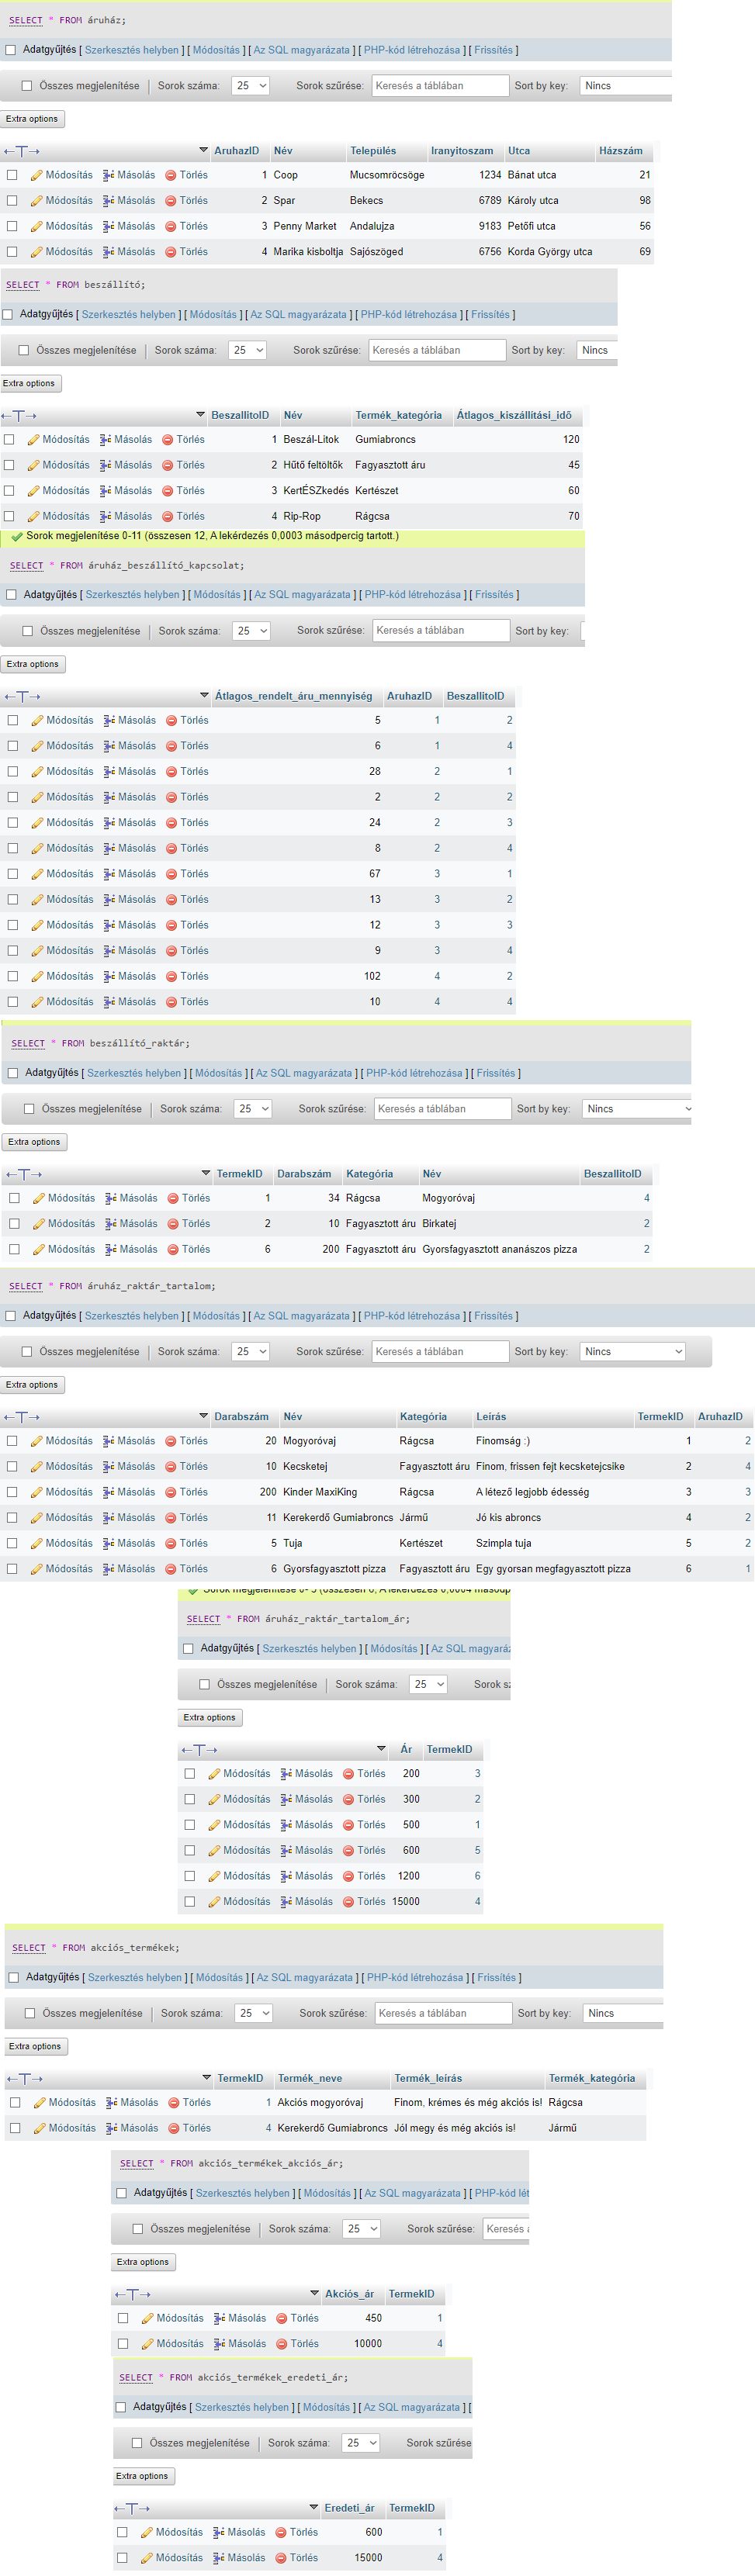 SELECT * FROM áruház;
Adatgyűjtés [ Szerkesztés helyben ] [ Módosítás ] [ Az SQL magyarázata ] [ PHP-kód létrehozása ] [ Frissítés ]
Összes megjelenítése Sorok száma: 25 Sorok szűrése: Keresés a táblában Sort by key: Nincs
Extra options
←T→ AruhazID Név Település Iranyitoszam Utca Házszám
Módosítás Másolás Törlés 1 Coop Mucsomröcsöge 1234 Bánat utca 21
Módosítás Másolás Törlés 2 Spar Bekecs 6789 Károly utca 98
Módosítás Másolás Törlés 3 Penny Market Andalujza 9183 Petőfi utca 56
Módosítás Másolás Törlés 4 Marika kisboltja Sajószöged 6756 Korda György utca 69
SELECT * FROM beszállító;
Adatgyűjtés [ Szerkesztés helyben ] [ Módosítás ] [ Az SQL magyarázata ] [ PHP-kód létrehozása ] [ Frissítés ]
Összes megjelenítése Sorok száma: 25 Sorok szűrése: Keresés a táblában Sort by key: Nincs
Extra options
←T→ BeszallitoID Név Termék_kategória Átlagos_kiszállítási_idő
Módosítás Másolás Törlés 1 Beszál-Litok Gumiabroncs 120
Módosítás Másolás Törlés 2 Hűtő feltöltők Fagyasztott áru 45
Módosítás Másolás Törlés 3 KertÉSZkedés Kertészet 60
Módosítás Másolás Törlés 4 Rip-Rop Rágcsa 70
Sorok megjelenítése 0-11 (összesen 12, A lekérdezés 0,0003 másodpercig tartott.)
SELECT * FROM áruház_beszállító_kapcsolat;
Adatgyűjtés [ Szerkesztés helyben ] [ Módosítás ] [ Az SQL magyarázata ] [ PHP-kód létrehozása ] [ Frissítés ]
Összes megjelenítése Sorok száma: 25 Sorok szűrése: Keresés a táblában Sort by key:
Extra options
←T→ Átlagos_rendelt_áru_mennyiség AruhazID BeszallitoID
Módosítás Másolás Törlés 5 1 2
Módosítás Másolás Törlés 6 1 4
Módosítás Másolás Törlés 28 2 1
Módosítás Másolás Törlés 2 2 2
Módosítás Másolás Törlés 24 2 3
Módosítás Másolás Törlés 8 2 4
Módosítás Másolás Törlés 67 3 1
Módosítás Másolás Törlés 13 3 2
Módosítás Másolás Törlés 12 3 3
Módosítás Másolás Törlés 9 3 4
Módosítás Másolás Törlés 102 4 2
Módosítás Másolás Törlés 10 4 4
SELECT * FROM beszállító_raktár;
Adatgyűjtés [ Szerkesztés helyben ] [ Módosítás ] [ Az SQL magyarázata ] [ PHP-kód létrehozása ] [ Frissítés ]
Összes megjelenítése Sorok száma: 25 Sorok szűrése: Keresés a táblában Sort by key: Nincs
Extra options
←T→ TermekID Darabszám Kategória Név BeszallitoID
Módosítás Másolás Törlés 1 34 Rágcsa Mogyoróvaj 4
Módosítás Másolás Törlés 2 10 Fagyasztott áru Birkatej 2
Módosítás Másolás Törlés 6 200 Fagyasztott áru Gyorsfagyasztott ananászos pizza 2
SELECT * FROM áruház_raktár_tartalom;
Adatgyűjtés [ Szerkesztés helyben ] [ Módosítás ] [ Az SQL magyarázata ] [ PHP-kód létrehozása ] [ Frissítés ]
Összes megjelenítése Sorok száma: 25 Sorok szűrése: Keresés a táblában Sort by key: Nincs
Extra options
←T→ Darabszám Név Kategória Leírás TermekID AruhazID
Módosítás Másolás Törlés 20 Mogyoróvaj Rágcsa Finomság :) 1 2
Módosítás Másolás Törlés 10 Kecsketej Fagyasztott áru Finom, frissen fejt kecsketejcsike 2 4
Módosítás Másolás Törlés 200 Kinder MaxiKing Rágcsa A létező legjobb édesség 3 3
Módosítás Másolás Törlés 11 Kerekerdő Gumiabroncs Jármű Jó kis abroncs 4 2
Módosítás Másolás Törlés 5 Tuja Kertészet Szimpla tuja 5 2
Módosítás Másolás Törlés 6 Gyorsfagyasztott pizza Fagyasztott áru Egy gyorsan megfagyasztott pizza 6 1
Sorok megjelenítése 0- 5 (összesen 6, A lekérdezés 0,0004 másodp
SELECT * FROM áruház_raktár_tartalom_ár;
Adatgyűjtés [ Szerkesztés helyben ] [ Módosítás ] [ Az SQL magyará
Összes megjelenítése Sorok száma: 25 Sorok sz
Extra options
←T→ Ár TermekID
Módosítás Másolás Törlés 200 3
Módosítás Másolás Törlés 300 2
Módosítás Másolás Törlés 500 1
Módosítás Másolás Törlés 600 5
Módosítás Másolás Törlés 1200 6
Módosítás Másolás Törlés 15000 4
SELECT * FROM akciós_termékek;
Adatgyűjtés [ Szerkesztés helyben ] [ Módosítás ] [ Az SQL magyarázata ] [ PHP-kód létrehozása ] [ Frissítés ]
Összes megjelenítése Sorok száma: 25 Sorok szűrése: Keresés a táblában Sort by key: Nincs
Extra options
←T→ TermekID Termék_neve Termék_leírás Termék_kategória
Módosítás Másolás Törlés 1 Akciós mogyoróvaj Finom, krémes és még akciós is! Rágcsa
Módosítás Másolás Törlés 4 Kerekerdő Gumiabroncs Jól megy és még akciós is! Jármű
SELECT * FROM akciós_termékek_akciós_ár;
Adatgyűjtés [ Szerkesztés helyben ] [ Módosítás ] [ Az SQL magyarázata ] [ PHP-kód lét
Összes megjelenítése Sorok száma: 25 Sorok szűrése: Keresés a
Extra options
←T→ Akciós_ár TermekID
Módosítás Másolás Törlés 450 1
Módosítás Másolás Törlés 10000 4
SELECT * FROM akciós_termékek_eredeti_ár;
Adatgyűjtés [ Szerkesztés helyben ] [ Módosítás ] [ Az SQL magyarázata ] [
Összes megjelenítése Sorok száma: 25 Sorok szűrése
Extra options
←T→ Eredeti_ár TermekID
Módosítás Másolás Törlés 600 1
Módosítás Másolás Törlés 15000 4